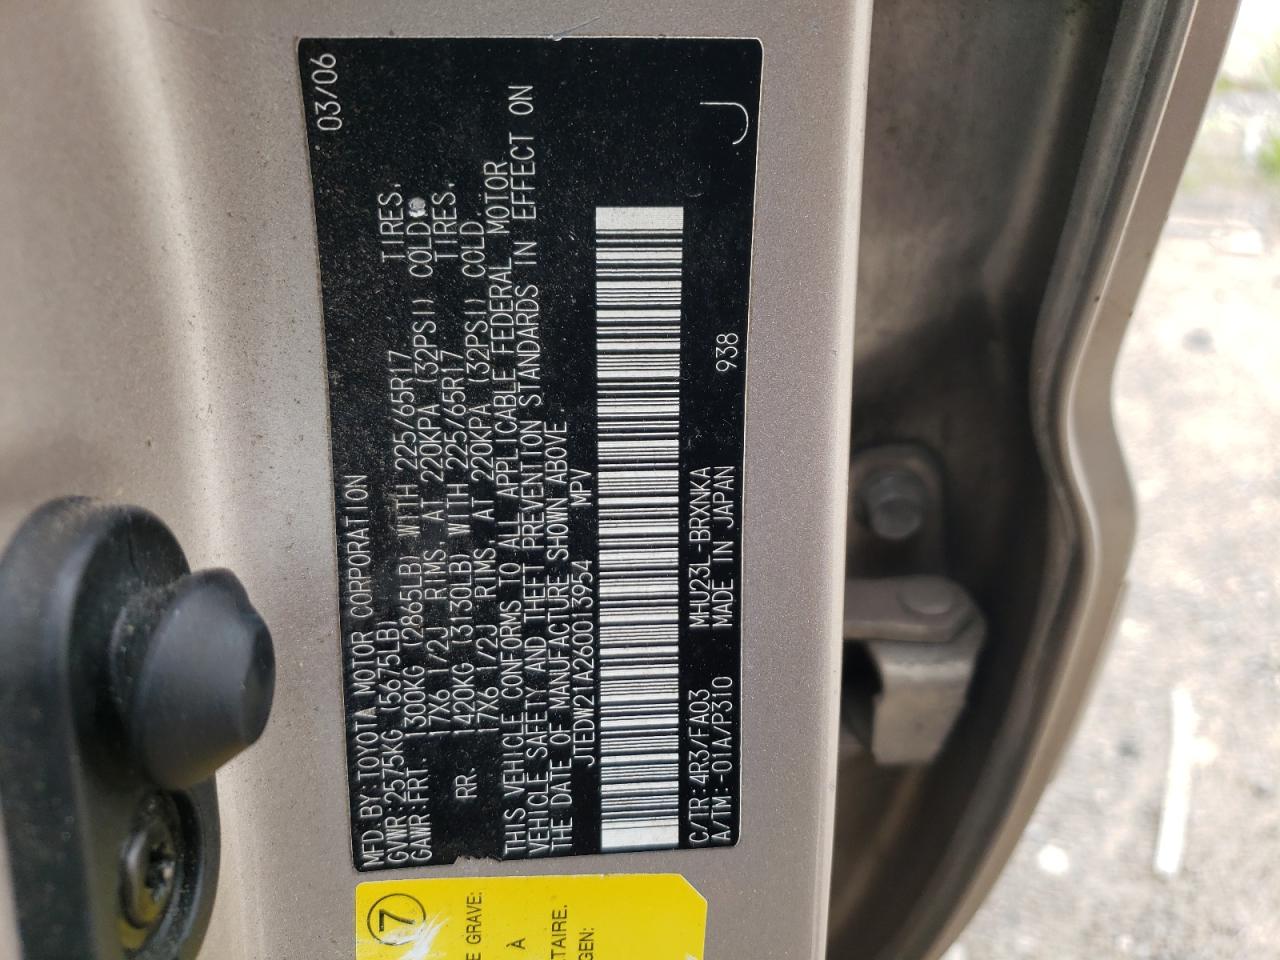 03/06
MFD.BY:TOYOTA MOTOR CORPORATION
GVWR:2575KG (5675LB)
GAWR:FRT. 1300KG (2865LB) WITH 225/65R17 TIRES.
17X6 1/2J RIMS. AT 220KPA (32PSI) COLD.
RR. 1420KG (3130LB) WITH 225/65R17 TIRES.
17X6 1/2J RIMS AT 220KPA (32PSI) COLD.
THIS VEHICLE CONFORMS TO ALL APPLICABLE FEDERAL MOTOR
VEHICLE SAFETY AND THEFT PREVENTION STANDARDS IN EFFECT ON
THE DATE OF MANUFACTURE SHOWN ABOVE.
JTEDW21A260013954 MPV
C/TR:4R3/FA03 MHU23L-BRXNKA 938
A/TM:-01A/P310 MADE IN JAPAN
J
7
E GRAVE:
À
TAIRE.
GEN: